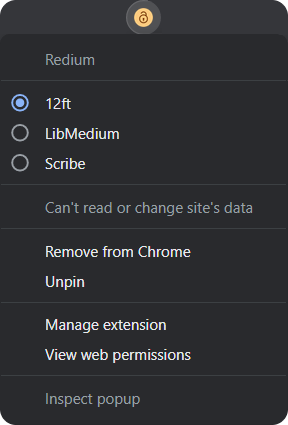 Redium
12ft
LibMedium
Scribe
Can't read or change site's data
Remove from Chrome
Unpin
Manage extension
View web permissions
Inspect popup